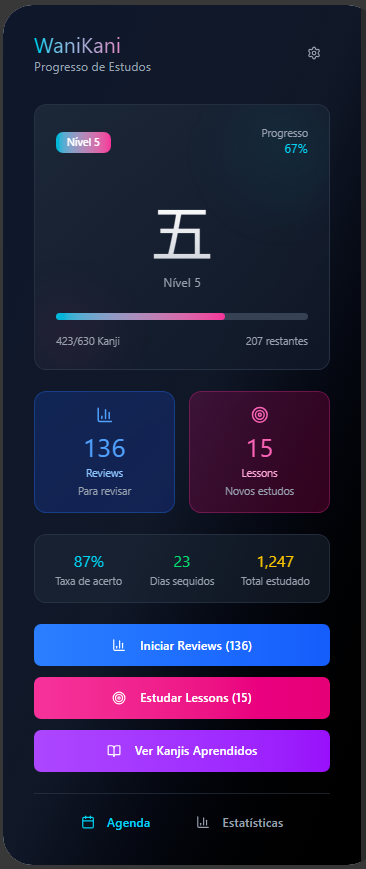 WaniKani
Progresso de Estudos
Nível 5
Progresso
67%
五
Nível 5
423/630 Kanji
207 restantes
136
Reviews
Para revisar
15
Lessons
Novos estudos
87%
Taxa de acerto
23
Dias seguidos
1,247
Total estudado
Iniciar Reviews (136)
Estudar Lessons (15)
Ver Kanjis Aprendidos
Agenda
Estatísticas